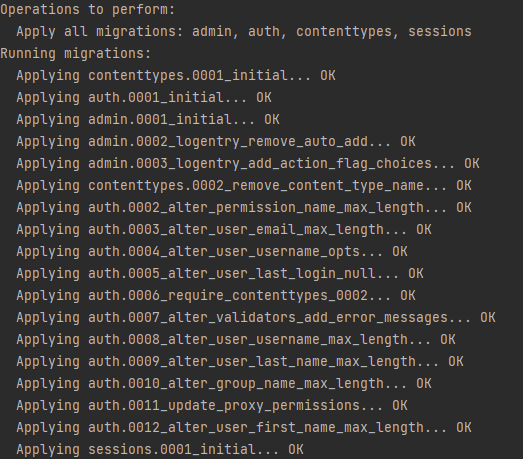 Operations to perform:
  Apply all migrations: admin, auth, contenttypes, sessions
Running migrations:
  Applying contenttypes.0001_initial... OK
  Applying auth.0001_initial... OK
  Applying admin.0001_initial... OK
  Applying admin.0002_logentry_remove_auto_add... OK
  Applying admin.0003_logentry_add_action_flag_choices... OK
  Applying contenttypes.0002_remove_content_type_name... OK
  Applying auth.0002_alter_permission_name_max_length... OK
  Applying auth.0003_alter_user_email_max_length... OK
  Applying auth.0004_alter_user_username_opts... OK
  Applying auth.0005_alter_user_last_login_null... OK
  Applying auth.0006_require_contenttypes_0002... OK
  Applying auth.0007_alter_validators_add_error_messages... OK
  Applying auth.0008_alter_user_username_max_length... OK
  Applying auth.0009_alter_user_last_name_max_length... OK
  Applying auth.0010_alter_group_name_max_length... OK
  Applying auth.0011_update_proxy_permissions... OK
  Applying auth.0012_alter_user_first_name_max_length... OK
  Applying sessions.0001_initial... OK